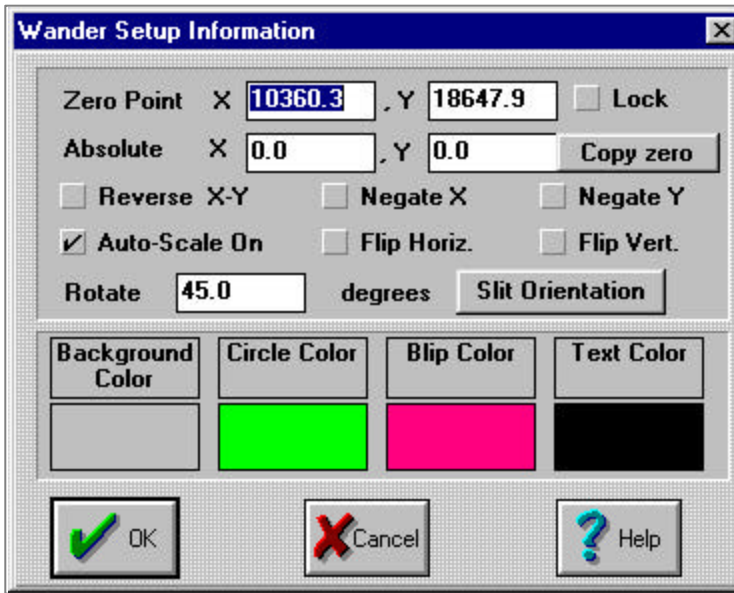 Wander Setup Information
Zero Point X 10360.3 , Y 18647.9 Lock
Absolute X 0.0 , Y 0.0 Copy zero
Reverse X-Y Negate X Negate Y
Auto-Scale On Flip Horiz. Flip Vert.
Rotate 45.0 degrees Slit Orientation
Background Color Circle Color Blip Color Text Color
OK Cancel Help